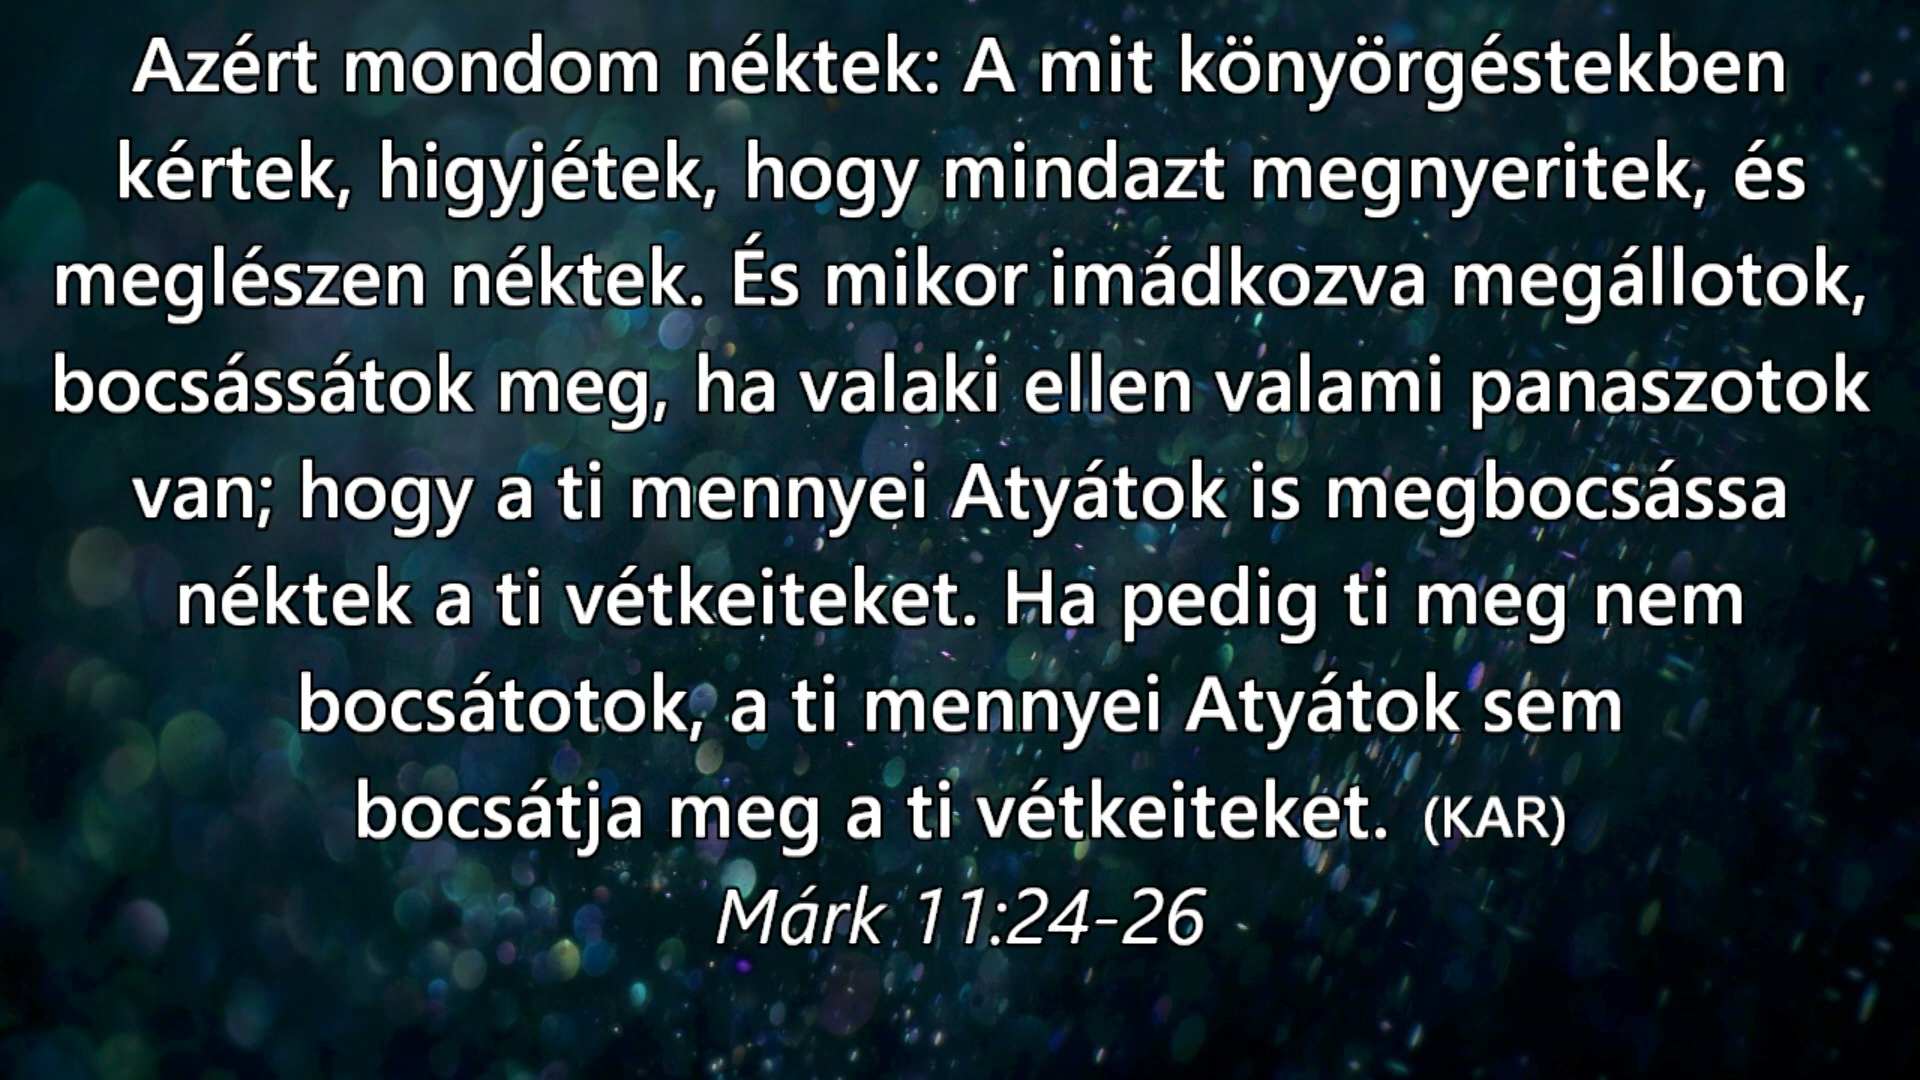 Azért mondom néktek: A mit könyörgéstekben
kértek, higyjétek, hogy mindazt megnyeritek, és
meglészen néktek. És mikor imádkozva megállotok,
bocsássátok meg, ha valaki ellen valami panaszotok
van; hogy a ti mennyei Atyátok is megbocsássa
néktek a ti vétkeiteket. Ha pedig ti meg nem
bocsátotok, a ti mennyei Atyátok sem
bocsátja meg a ti vétkeiteket. (KAR)
Márk 11:24-26